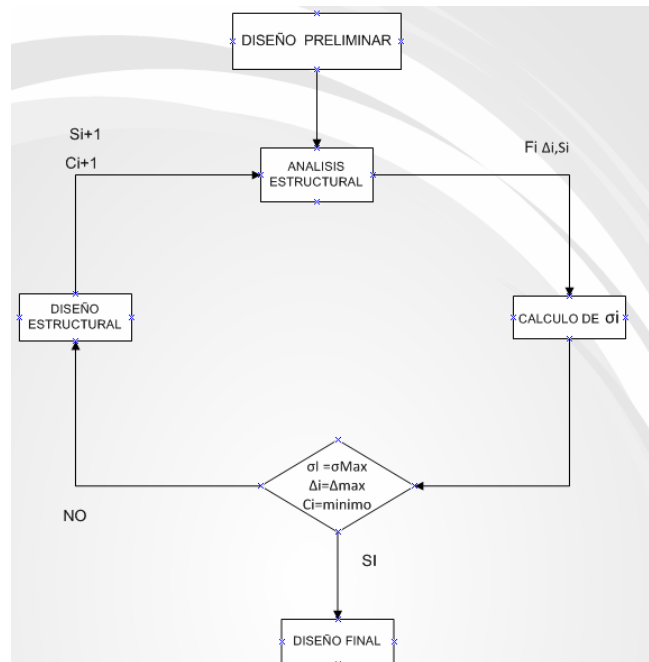 DISEÑO PRELIMINAR
Si+1
Ci+1
ANALISIS
ESTRUCTURAL
Fi Δi,Si
DISEÑO
ESTRUCTURAL
CALCULO DE σi
σI =σMax
Δi=Δmax
Ci=minimo
NO
SI
DISEÑO FINAL